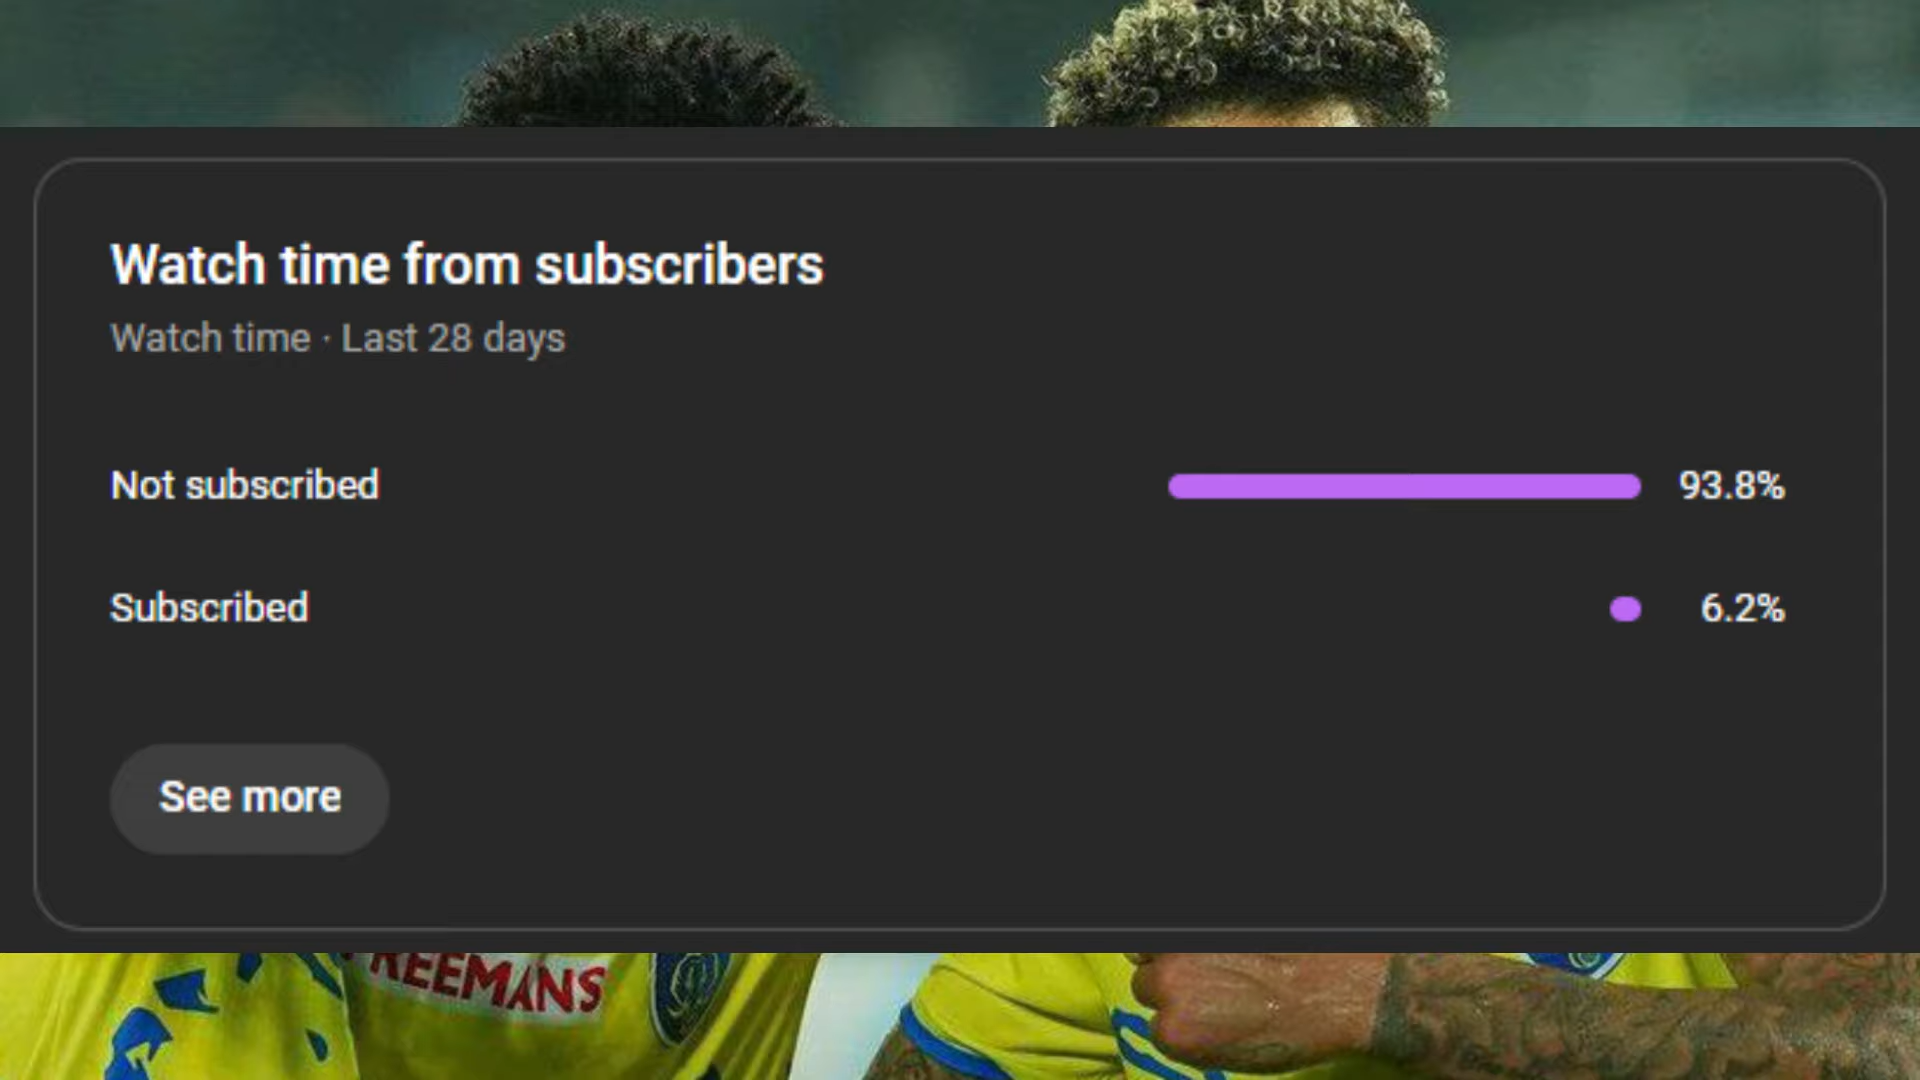 Watch time from subscribers
Watch time · Last 28 days
Not subscribed 93.8%
Subscribed 6.2%
See more
REEMANS